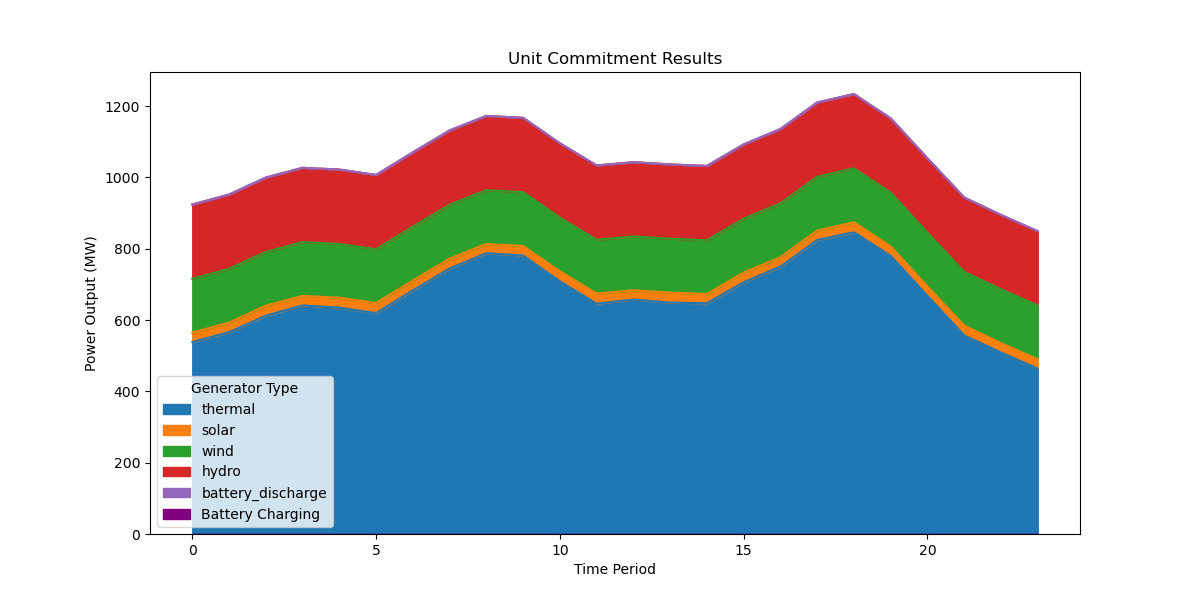 Unit Commitment Results
Power Output (MW)
1200
1000
800
600
400
200
0
Generator Type
thermal
solar
wind
hydro
battery_discharge
Battery Charging
0 5 10 15 20
Time Period